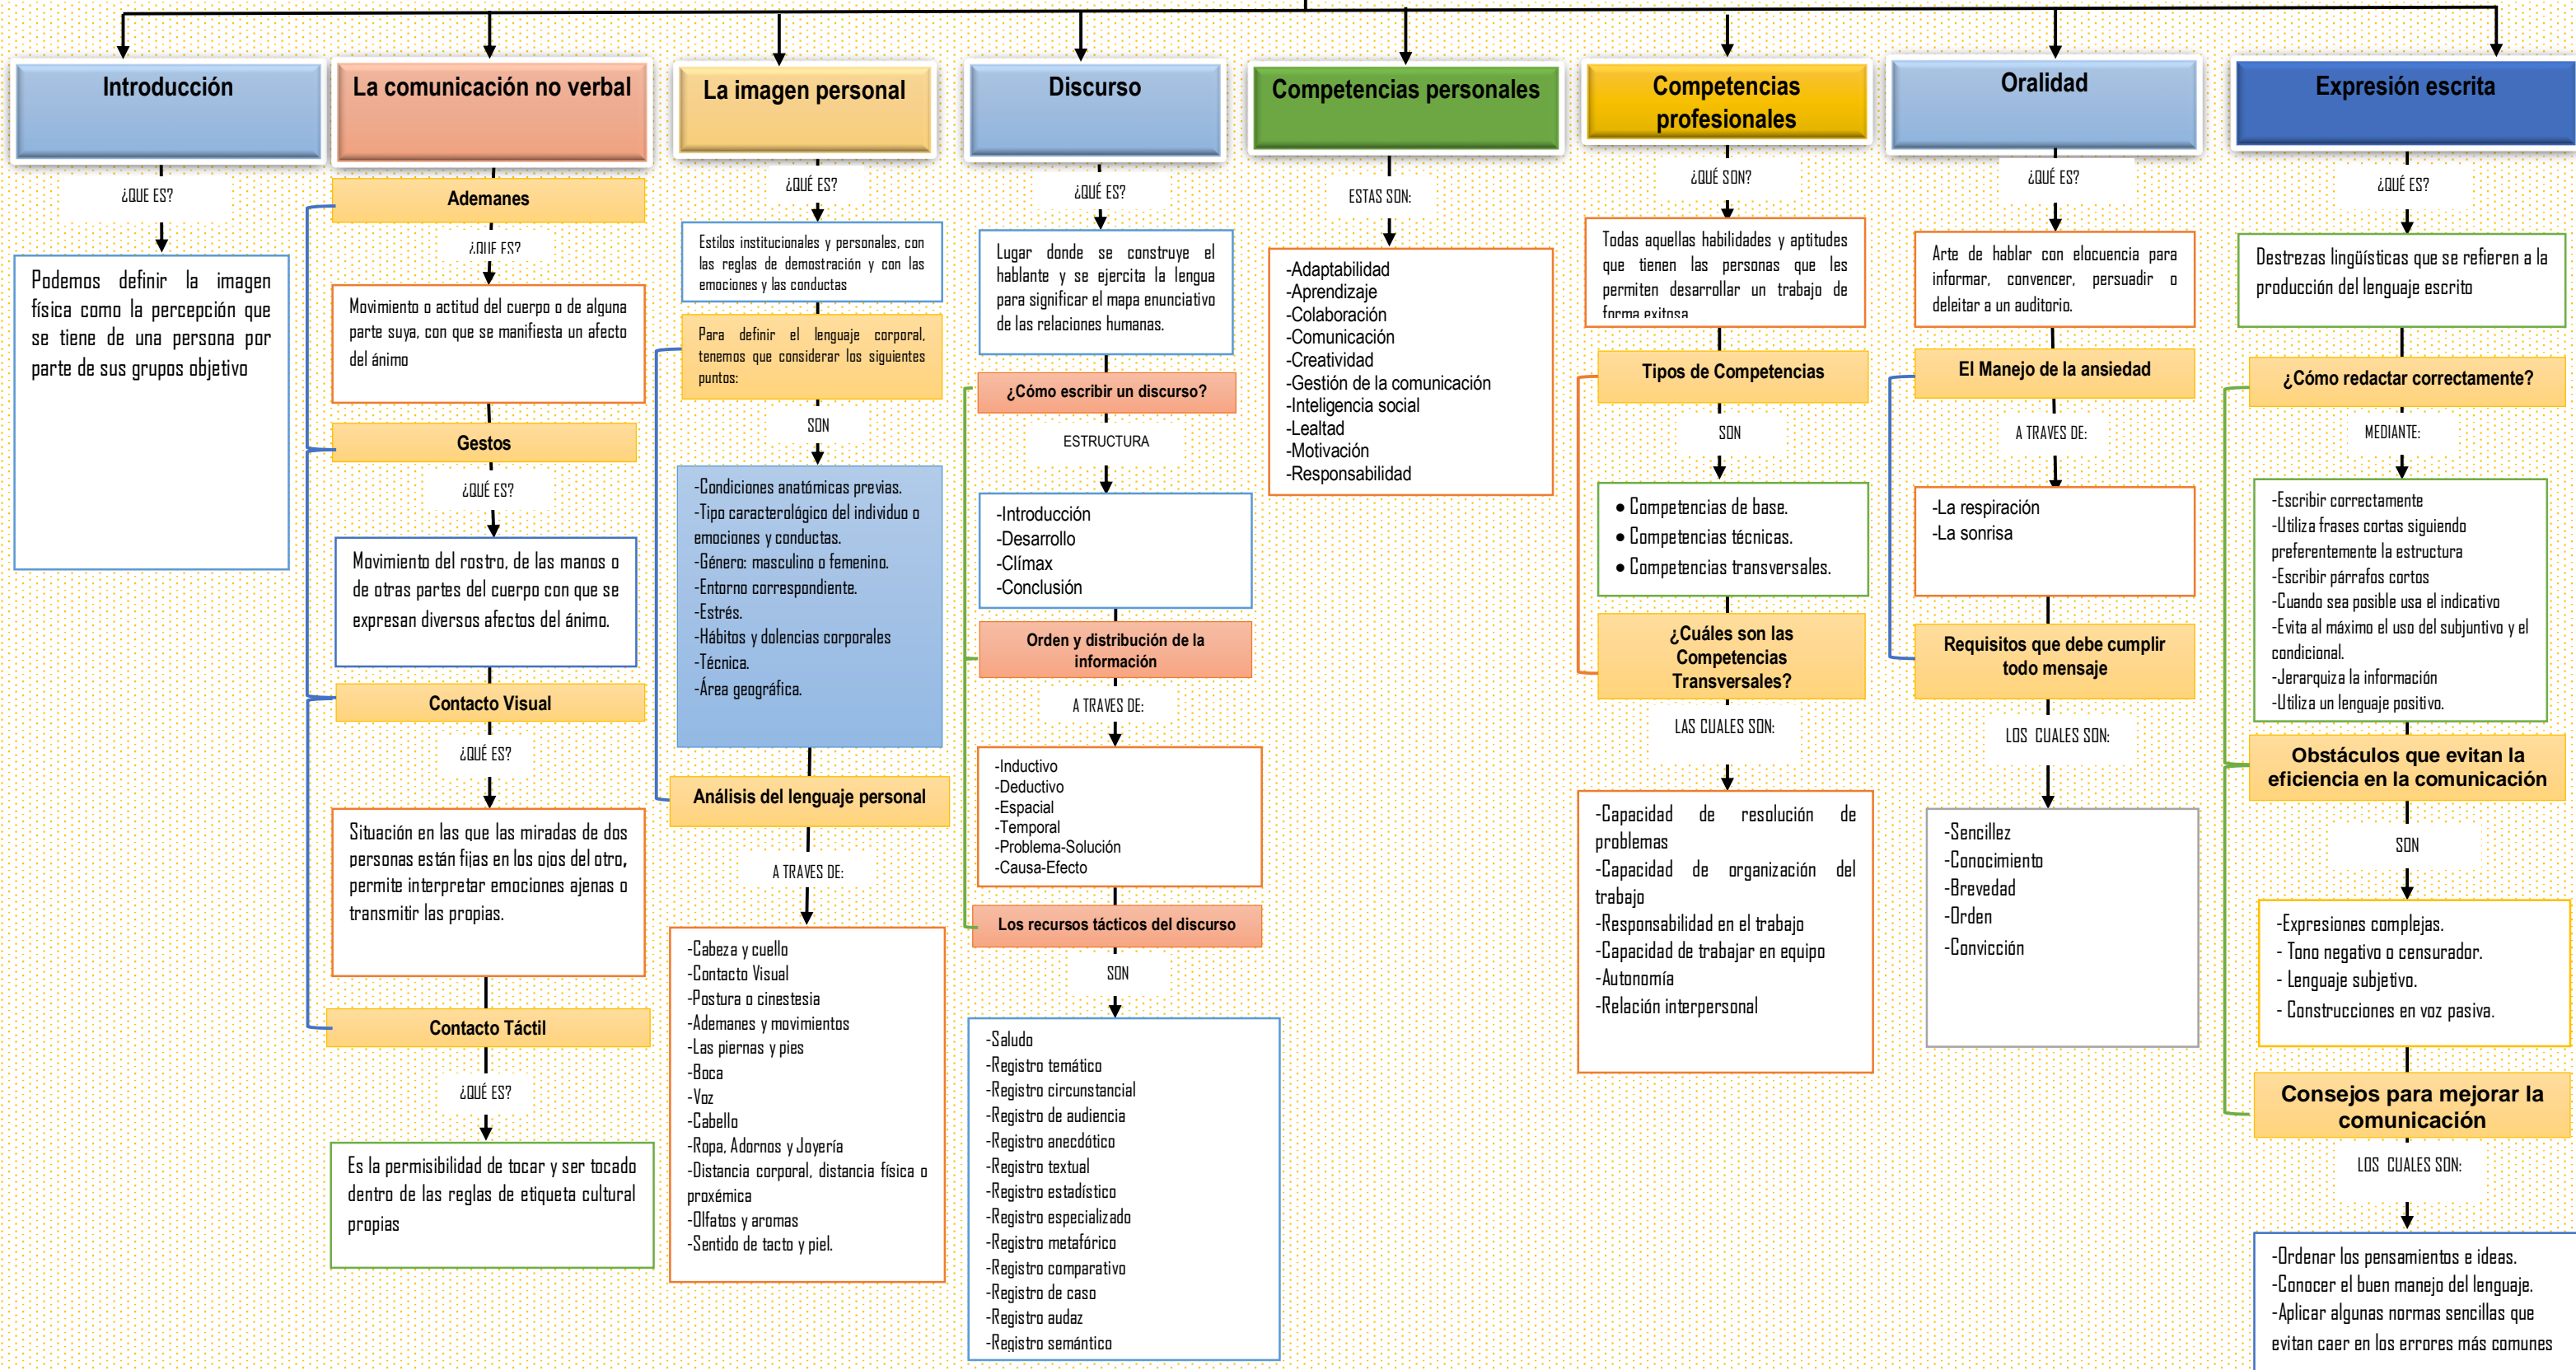 Introducción
¿QUE ES?
Podemos definir la imagen
física como la percepción que
se tiene de una persona por
parte de sus grupos objetivo
La comunicación no verbal
Ademanes
¿QUE ES?
Movimiento o actitud del cuerpo o de alguna
parte suya, con que se manifiesta un afecto
del ánimo
Gestos
¿QUÉ ES?
Movimiento del rostro, de las manos o
de otras partes del cuerpo con que se
expresan diversos afectos del ánimo.
Contacto Visual
¿QUÉ ES?
Situación en las que las miradas de dos
personas están fijas en los ojos del otro,
permite interpretar emociones ajenas o
transmitir las propias.
Contacto Táctil
¿QUÉ ES?
Es la permisibilidad de tocar y ser tocado
dentro de las reglas de etiqueta cultural
propias
La imagen personal
¿QUÉ ES?
Estilos institucionales y personales, con
las reglas de demostración y con las
emociones y las conductas
Para definir el lenguaje corporal,
tenemos que considerar los siguientes
puntos:
SON
-Condiciones anatómicas previas.
-Tipo caracterológico del individuo o
emociones y conductas.
-Género: masculino o femenino.
-Entorno correspondiente.
-Estrés.
-Hábitos y dolencias corporales
-Técnica.
-Área geográfica.
Análisis del lenguaje personal
A TRAVES DE:
-Cabeza y cuello
-Contacto Visual
-Postura o cinestesia
-Ademanes y movimientos
-Las piernas y pies
-Boca
-Voz
-Cabello
-Ropa, Adornos y Joyería
-Distancia corporal, distancia física o
proxémica
-Olfatos y aromas
-Sentido de tacto y piel.
Discurso
¿QUÉ ES?
Lugar donde se construye el
hablante y se ejercita la lengua
para significar el mapa enunciativo
de las relaciones humanas.
¿Cómo escribir un discurso?
ESTRUCTURA
-Introducción
-Desarrollo
-Clímax
-Conclusión
Orden y distribución de la
información
A TRAVES DE:
-Inductivo
-Deductivo
-Espacial
-Temporal
-Problema-Solución
-Causa-Efecto
Los recursos tácticos del discurso
SON
-Saludo
-Registro temático
-Registro circunstancial
-Registro de audiencia
-Registro anecdótico
-Registro textual
-Registro estadístico
-Registro especializado
-Registro metafórico
-Registro comparativo
-Registro de caso
-Registro audaz
-Registro semántico
Competencias personales
ESTAS SON:
-Adaptabilidad
-Aprendizaje
-Colaboración
-Comunicación
-Creatividad
-Gestión de la comunicación
-Inteligencia social
-Lealtad
-Motivación
-Responsabilidad
Competencias
profesionales
¿QUÉ SON?
Todas aquellas habilidades y aptitudes
que tienen las personas que les
permiten desarrollar un trabajo de
forma exitosa
Tipos de Competencias
SON
• Competencias de base.
• Competencias técnicas.
• Competencias transversales.
¿Cuáles son las
Competencias
Transversales?
LAS CUALES SON:
-Capacidad de resolución de
problemas
-Capacidad de organización del
trabajo
-Responsabilidad en el trabajo
-Capacidad de trabajar en equipo
-Autonomía
-Relación interpersonal
Oralidad
¿QUÉ ES?
Arte de hablar con elocuencia para
informar, convencer, persuadir o
deleitar a un auditorio.
El Manejo de la ansiedad
A TRAVES DE:
-La respiración
-La sonrisa
Requisitos que debe cumplir
todo mensaje
LOS CUALES SON:
-Sencillez
-Conocimiento
-Brevedad
-Orden
-Convicción
Expresión escrita
¿QUÉ ES?
Destrezas lingüísticas que se refieren a la
producción del lenguaje escrito
¿Cómo redactar correctamente?
MEDIANTE:
-Escribir correctamente
-Utiliza frases cortas siguiendo
preferentemente la estructura
-Escribir párrafos cortos
-Cuando sea posible usa el indicativo
-Evita al máximo el uso del subjuntivo y el
condicional.
-Jerarquiza la información
-Utiliza un lenguaje positivo.
Obstáculos que evitan la
eficiencia en la comunicación
SON
-Expresiones complejas.
- Tono negativo o censurador.
- Lenguaje subjetivo.
- Construcciones en voz pasiva.
Consejos para mejorar la
comunicación
LOS CUALES SON:
-Ordenar los pensamientos e ideas.
-Conocer el buen manejo del lenguaje.
-Aplicar algunas normas sencillas que
evitan caer en los errores más comunes